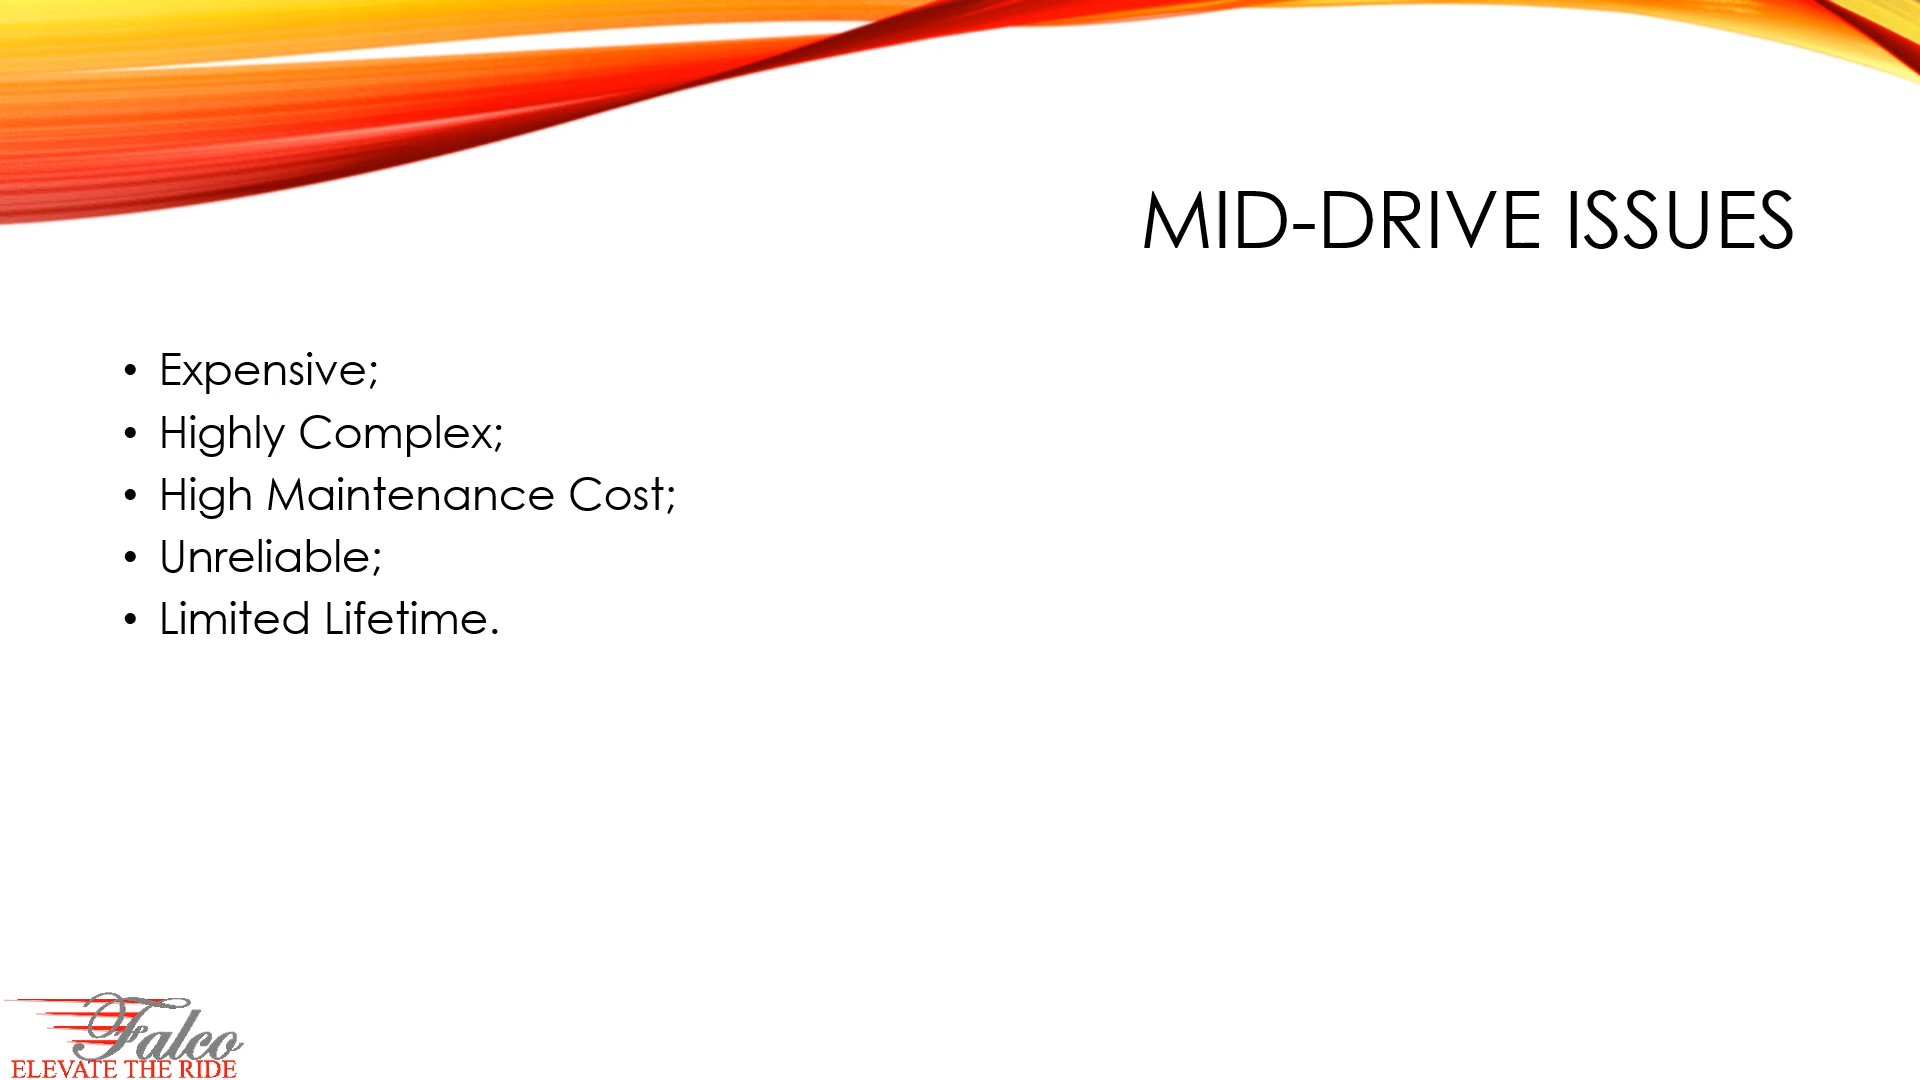 MID-DRIVE ISSUES
• Expensive;
• Highly Complex;
• High Maintenance Cost;
• Unreliable;
• Limited Lifetime.
Falco
ELEVATE THE RIDE